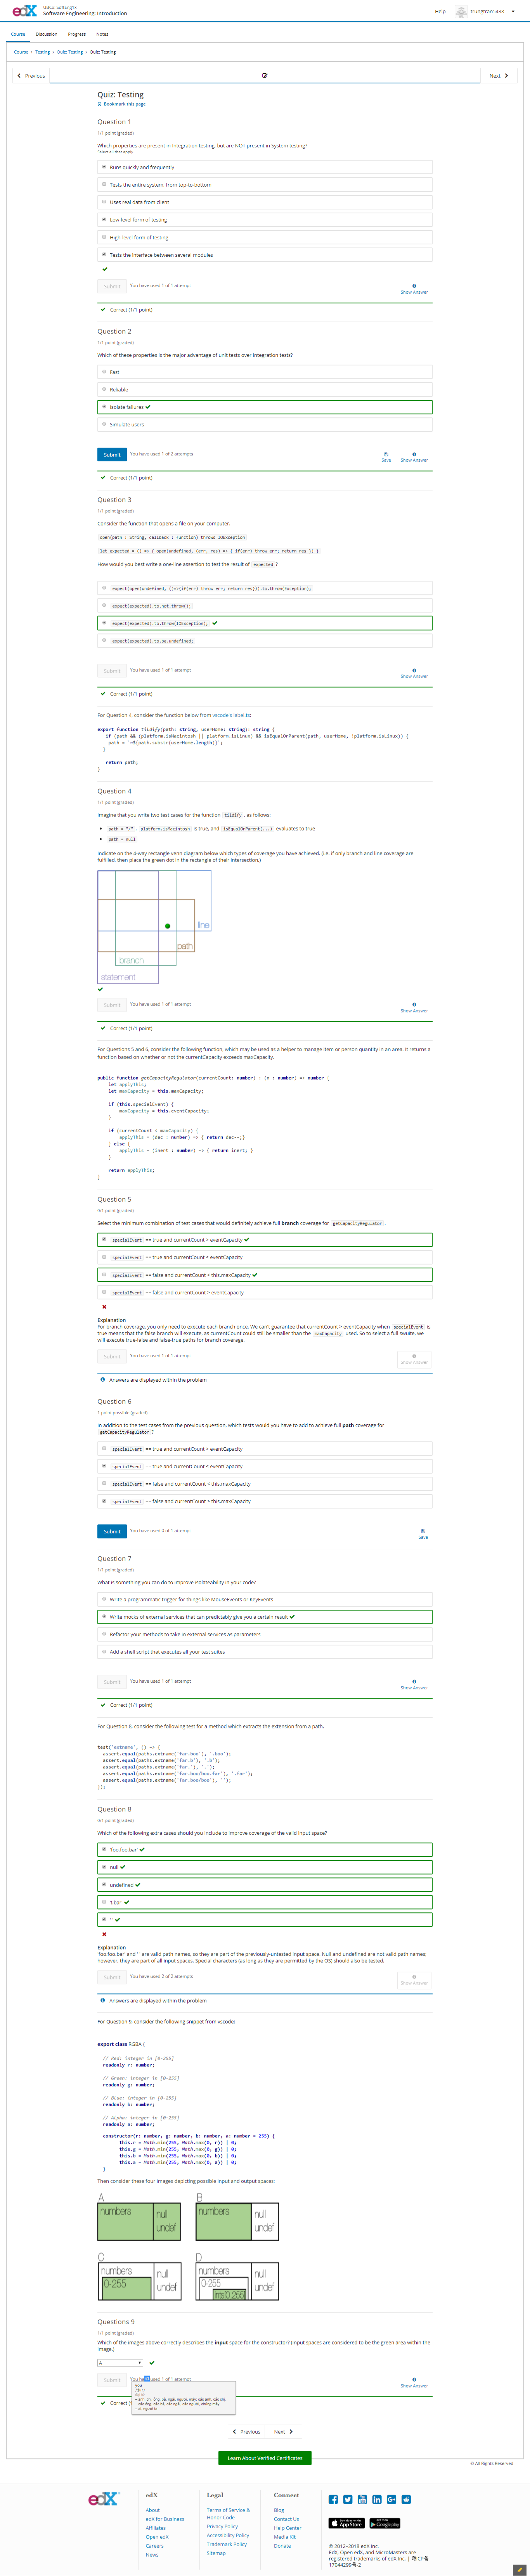 edX
UBCx: SoftEng1x
Software Engineering: Introduction
Help
trungtran5438
Course Discussion Progress Notes
Course > Testing > Quiz: Testing > Quiz: Testing
Previous
Next
Quiz: Testing
Bookmark this page
Question 1
1/1 point (graded)
Which properties are present in integration testing, but are NOT present in System testing?
Select all that apply.
Runs quickly and frequently
Tests the entire system, from top-to-bottom
Uses real data from client
Low-level form of testing
High-level form of testing
Tests the interface between several modules
Submit
You have used 1 of 1 attempt
Show Answer
Correct (1/1 point)
Question 2
1/1 point (graded)
Which of these properties is the major advantage of unit tests over integration tests?
Fast
Reliable
Isolate failures
Simulate users
Submit
You have used 1 of 2 attempts
Save
Show Answer
Correct (1/1 point)
Question 3
1/1 point (graded)
Consider the function that opens a file on your computer.
open(path : String, callback : function) throws IOException
let expected = () => { open(undefined, (err, res) => { if(err) throw err; return res }) }
How would you best write a one-line assertion to test the result of expected ?
expect(open(undefined, ()=>{if(err) throw err; return res})).to.throw(Exception);
expect(expected).to.not.throw();
expect(expected).to.throw(IOException);
expect(expected).to.be.undefined;
Submit
You have used 1 of 1 attempt
Show Answer
Correct (1/1 point)
For Question 4, consider the function below from vscode's label.ts:
export function tildify(path: string, userHome: string): string {
if (path && (platform.isMacintosh || platform.isLinux) && isEqualOrParent(path, userHome, !platform.isLinux)) {
path = `~${path.substr(userHome.length)}`;
}
return path;
}
Question 4
1/1 point (graded)
Imagine that you write two test cases for the function tildify , as follows:
path = "/" , platform.isMacintosh is true, and isEqualOrParent(...) evaluates to true
path = null
Indicate on the 4-way rectangle venn diagram below which types of coverage you have achieved. (i.e. if only branch and line coverage are
fulfilled, then place the green dot in the rectangle of their intersection.)
line
path
branch
statement
Submit
You have used 1 of 1 attempt
Show Answer
Correct (1/1 point)
For Questions 5 and 6, consider the following function, which may be used as a helper to manage item or person quantity in an area. It returns a
function based on whether or not the currentCapacity exceeds maxCapacity.
public function getCapacityRegulator(currentCount: number) : (n : number) => number {
let applyThis;
let maxCapacity = this.maxCapacity;
if (this.specialEvent) {
maxCapacity = this.eventCapacity;
}
if (currentCount > maxCapacity) {
applyThis = (dec : number) => { return dec--;}
} else {
applyThis = (inert : number) => { return inert; }
}
return applyThis;
}
Question 5
0/1 point (graded)
Select the minimum combination of test cases that would definitely achieve full branch coverage for getCapacityRegulator .
specialEvent == true and currentCount > eventCapacity
specialEvent == true and currentCount < eventCapacity
specialEvent == false and currentCount < this.maxCapacity
specialEvent == false and currentCount > eventCapacity
Explanation
For branch coverage, you only need to execute each branch once. We can't guarantee that currentCount > eventCapacity when specialEvent is
true means that the false branch will execute, as currentCount could still be smaller than the maxCapacity used. So to select a full svuite, we
will execute true-false and false-true paths for branch coverage.
Submit
You have used 1 of 1 attempt
Show Answer
Answers are displayed within the problem
Question 6
1 point possible (graded)
In addition to the test cases from the previous question, which tests would you have to add to achieve full path coverage for
getCapacityRegulator ?
specialEvent == true and currentCount > eventCapacity
specialEvent == true and currentCount < eventCapacity
specialEvent == false and currentCount < this.maxCapacity
specialEvent == false and currentCount > this.maxCapacity
Submit
You have used 0 of 1 attempt
Save
Question 7
1/1 point (graded)
What is something you can do to improve isolateability in your code?
Write a programmatic trigger for things like MouseEvents or KeyEvents
Write mocks of external services that can predictably give you a certain result
Refactor your methods to take in external services as parameters
Add a shell script that executes all your test suites
Submit
You have used 1 of 1 attempt
Show Answer
Correct (1/1 point)
For Question 8, consider the following test for a method which extracts the extension from a path.
test('extname', () => {
assert.equal(paths.extname('far.boo'), '.boo');
assert.equal(paths.extname('far.b'), '.b');
assert.equal(paths.extname('far.'), '.');
assert.equal(paths.extname('far.boo/boo.far'), '.far');
assert.equal(paths.extname('far.boo/boo'), '');
});
Question 8
0/1 point (graded)
Which of the following extra cases should you include to improve coverage of the valid input space?
'foo.foo.bar'
null
undefined
'\.bar'
' '
Explanation
'foo.foo.bar' and ' ' are valid path names, so they are part of the previously-untested input space. Null and undefined are not valid path names;
however, they are part of all input spaces. Special characters (as long as they are permitted by the OS) should also be tested.
Submit
You have used 2 of 2 attempts
Show Answer
Answers are displayed within the problem
For Question 9, consider the following snippet from vscode:
export class RGBA {
// Red: integer in [0-255]
readonly r: number;
// Green: integer in [0-255]
readonly g: number;
// Blue: integer in [0-255]
readonly b: number;
// Alpha: integer in [0-255]
readonly a: number;
constructor(r: number, g: number, b: number, a: number = 255) {
this.r = Math.min(255, Math.max(0, r)) | 0;
this.g = Math.min(255, Math.max(0, g)) | 0;
this.b = Math.min(255, Math.max(0, b)) | 0;
this.a = Math.min(255, Math.max(0, a)) | 0;
}
Then consider these four images depicting possible input and output spaces:
A
numbers
null
undef
B
numbers
null
undef
C
numbers
0-255
null
undef
D
numbers
0-255
ints[0,255]
null
undef
Questions 9
1/1 point (graded)
Which of the images above correctly describes the input space for the constructor? (Input spaces are considered to be the green area within the
image.)
A
Submit
You have used 1 of 1 attempt
Show Answer
you
Correct (1
Previous
Next
Learn About Verified Certificates
© All Rights Reserved
edX
edX
About
edX for Business
Affiliates
Open edX
Careers
News
Legal
Terms of Service &
Honor Code
Privacy Policy
Accessibility Policy
Trademark Policy
Sitemap
Connect
Blog
Contact Us
Help Center
Media Kit
Donate
App Store
Google Play
© 2012–2018 edX Inc.
EdX, Open edX, and MicroMasters are
registered trademarks of edX Inc. | 粤ICP备
17044299号-2